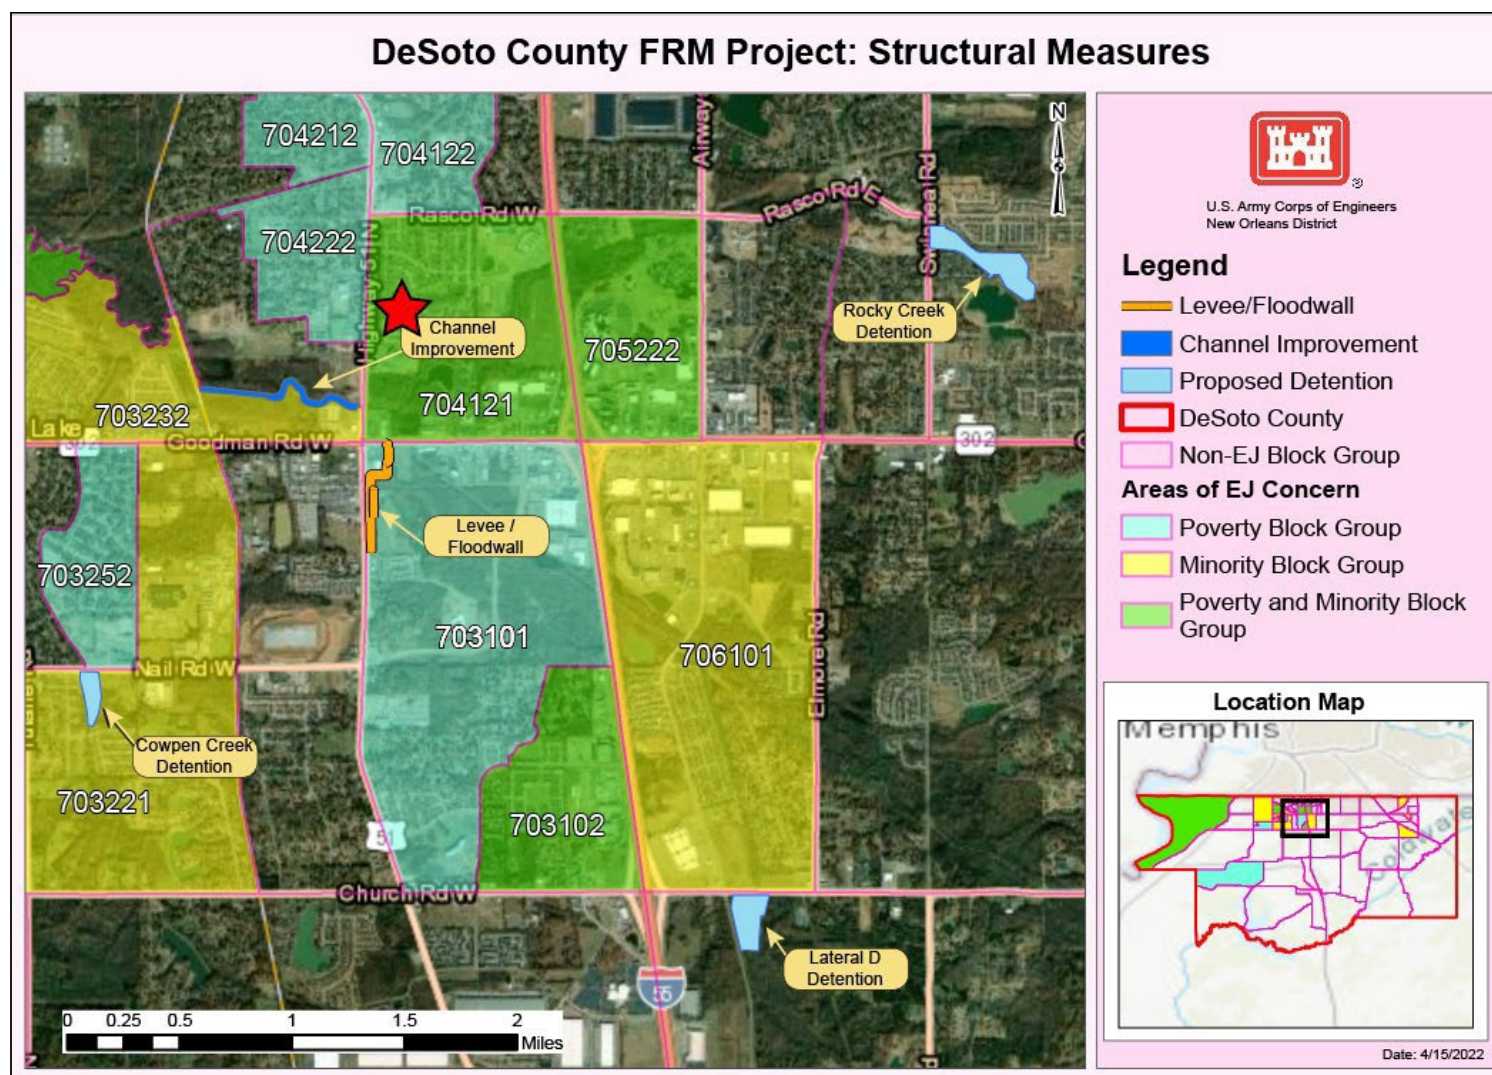 DeSoto County FRM Project: Structural Measures
704212
704122
Airway
N
Rasco Rd W
Rasco Rd E
Swinnea Rd
704222
Highway 51 N
Rocky Creek
Detention
Channel
Improvement
705222
704121
703232
Lake
302
Goodman Rd W
302
Levee /
Floodwall
703252
703101
706101
Elmore Rd
Nail Rd W
Cowpen Creek
Detention
703221
703102
51
Church Rd W
Lateral D
Detention
55
0 0.25 0.5 1 1.5 2
Miles
U.S. Army Corps of Engineers
New Orleans District
Legend
Levee/Floodwall
Channel Improvement
Proposed Detention
DeSoto County
Non-EJ Block Group
Areas of EJ Concern
Poverty Block Group
Minority Block Group
Poverty and Minority Block
Group
Location Map
Memphis
Coldwate
Date: 4/15/2022